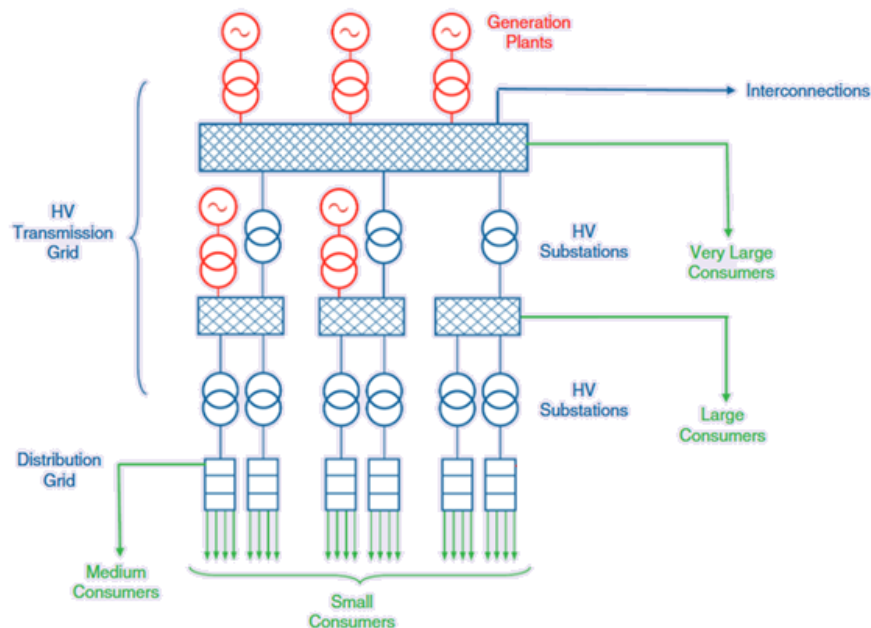 Generation
Plants
Interconnections
HV
Transmission
Grid
HV
Substations
Very Large
Consumers
HV
Substations
Large
Consumers
Distribution
Grid
Medium
Consumers
Small
Consumers